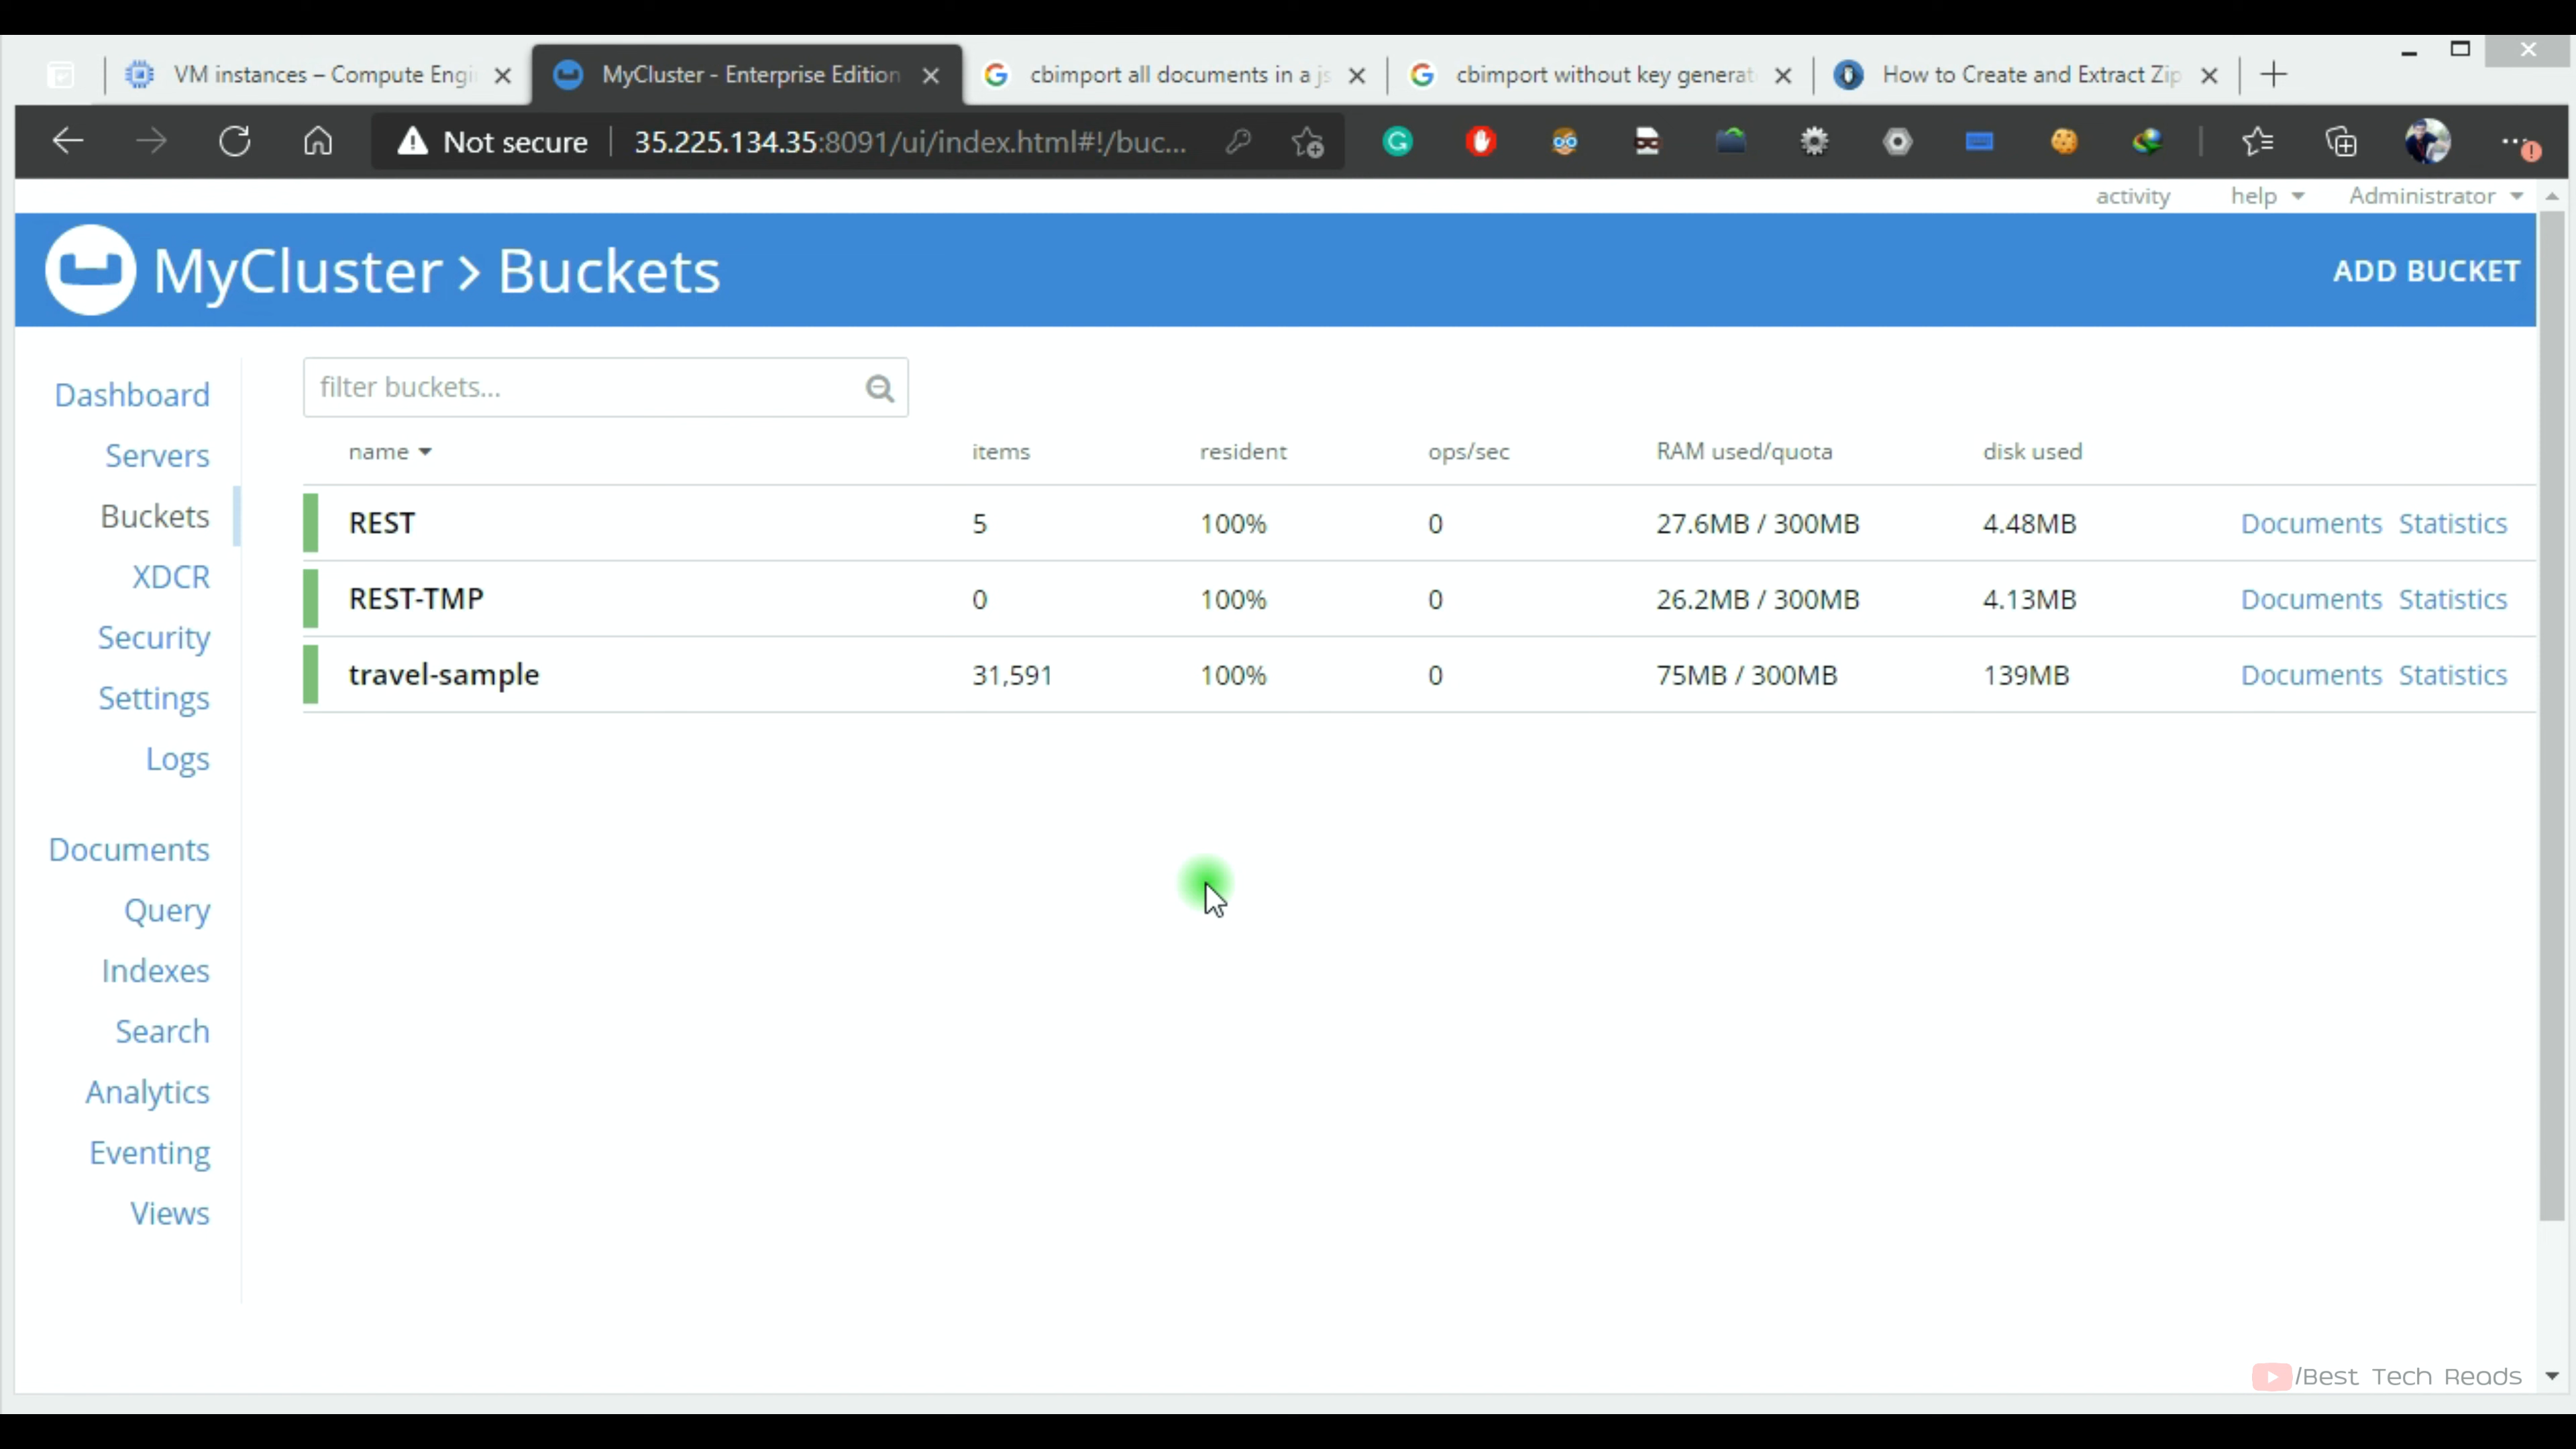 VM instances – Compute Engi
MyCluster - Enterprise Edition
cbimport all documents in a js
cbimport without key generat
How to Create and Extract Zip
Not secure
35.225.134.35:8091/ui/index.html#!/buc...
activity
help
Administrator
MyCluster > Buckets
ADD BUCKET
Dashboard
Servers
Buckets
XDCR
Security
Settings
Logs
Documents
Query
Indexes
Search
Analytics
Eventing
Views
filter buckets...
name items resident ops/sec RAM used/quota disk used
REST 5 100% 0 27.6MB / 300MB 4.48MB Documents Statistics
REST-TMP 0 100% 0 26.2MB / 300MB 4.13MB Documents Statistics
travel-sample 31,591 100% 0 75MB / 300MB 139MB Documents Statistics
/Best Tech Reads